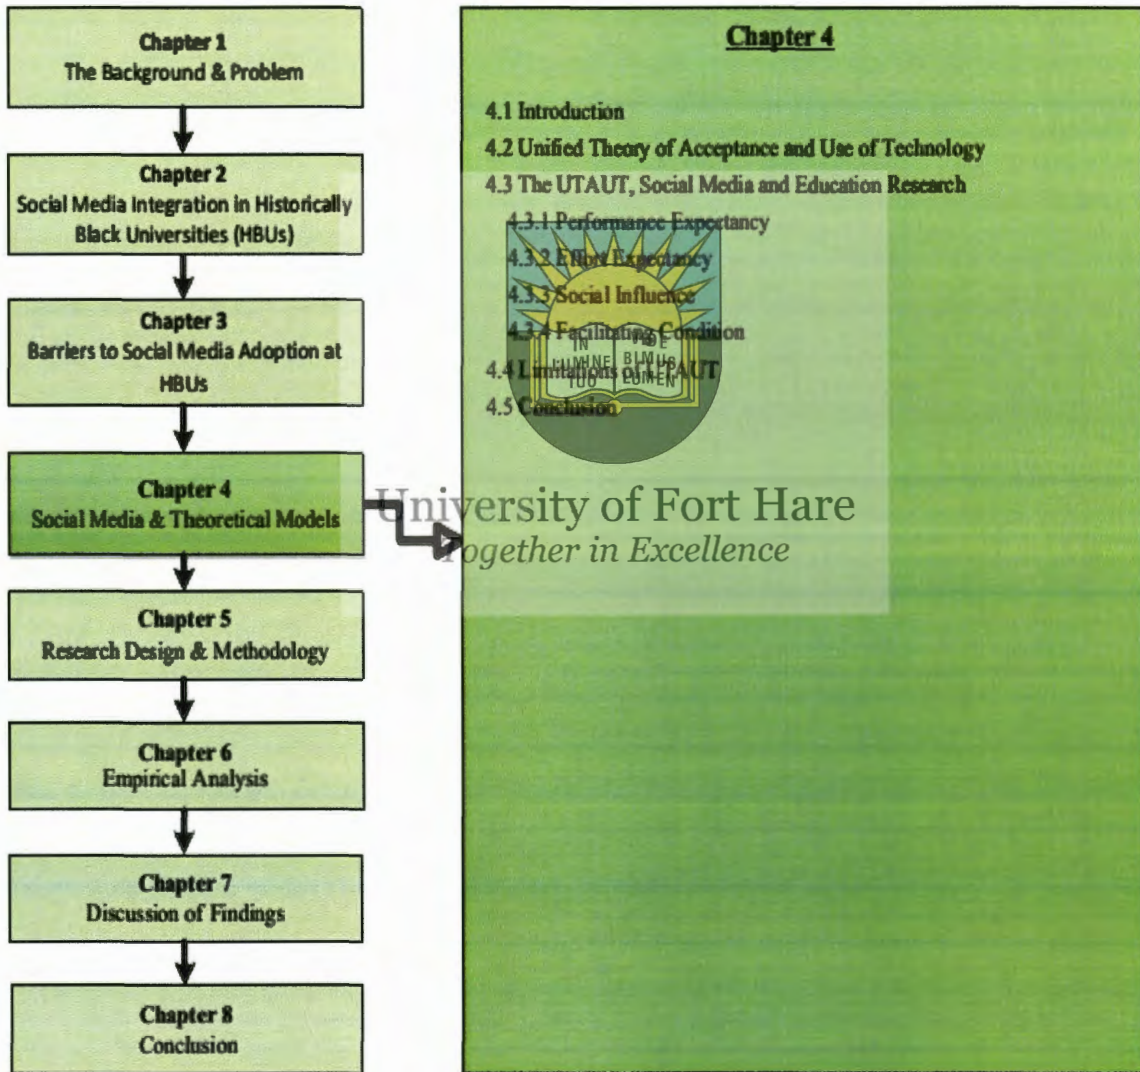 Chapter 1
The Background & Problem
Chapter 2
Social Media Integration in Historically
Black Universities (HBUs)
Chapter 3
Barriers to Social Media Adoption at
HBUs
Chapter 4
Social Media & Theoretical Models
Chapter 5
Research Design & Methodology
Chapter 6
Empirical Analysis
Chapter 7
Discussion of Findings
Chapter 8
Conclusion
Chapter 4
4.1 Introduction
4.2 Unified Theory of Acceptance and Use of Technology
4.3 The UTAUT, Social Media and Education Research
4.3.1 Performance Expectancy
4.3.2 Effort Expectancy
4.3.3 Social Influence
4.3.4 Facilitating Condition
4.4 Limitations of UTAUT
4.5 Conclusion
IN
LUMINE
TUO
BIMUS
LUMEN
University of Fort Hare
Together in Excellence